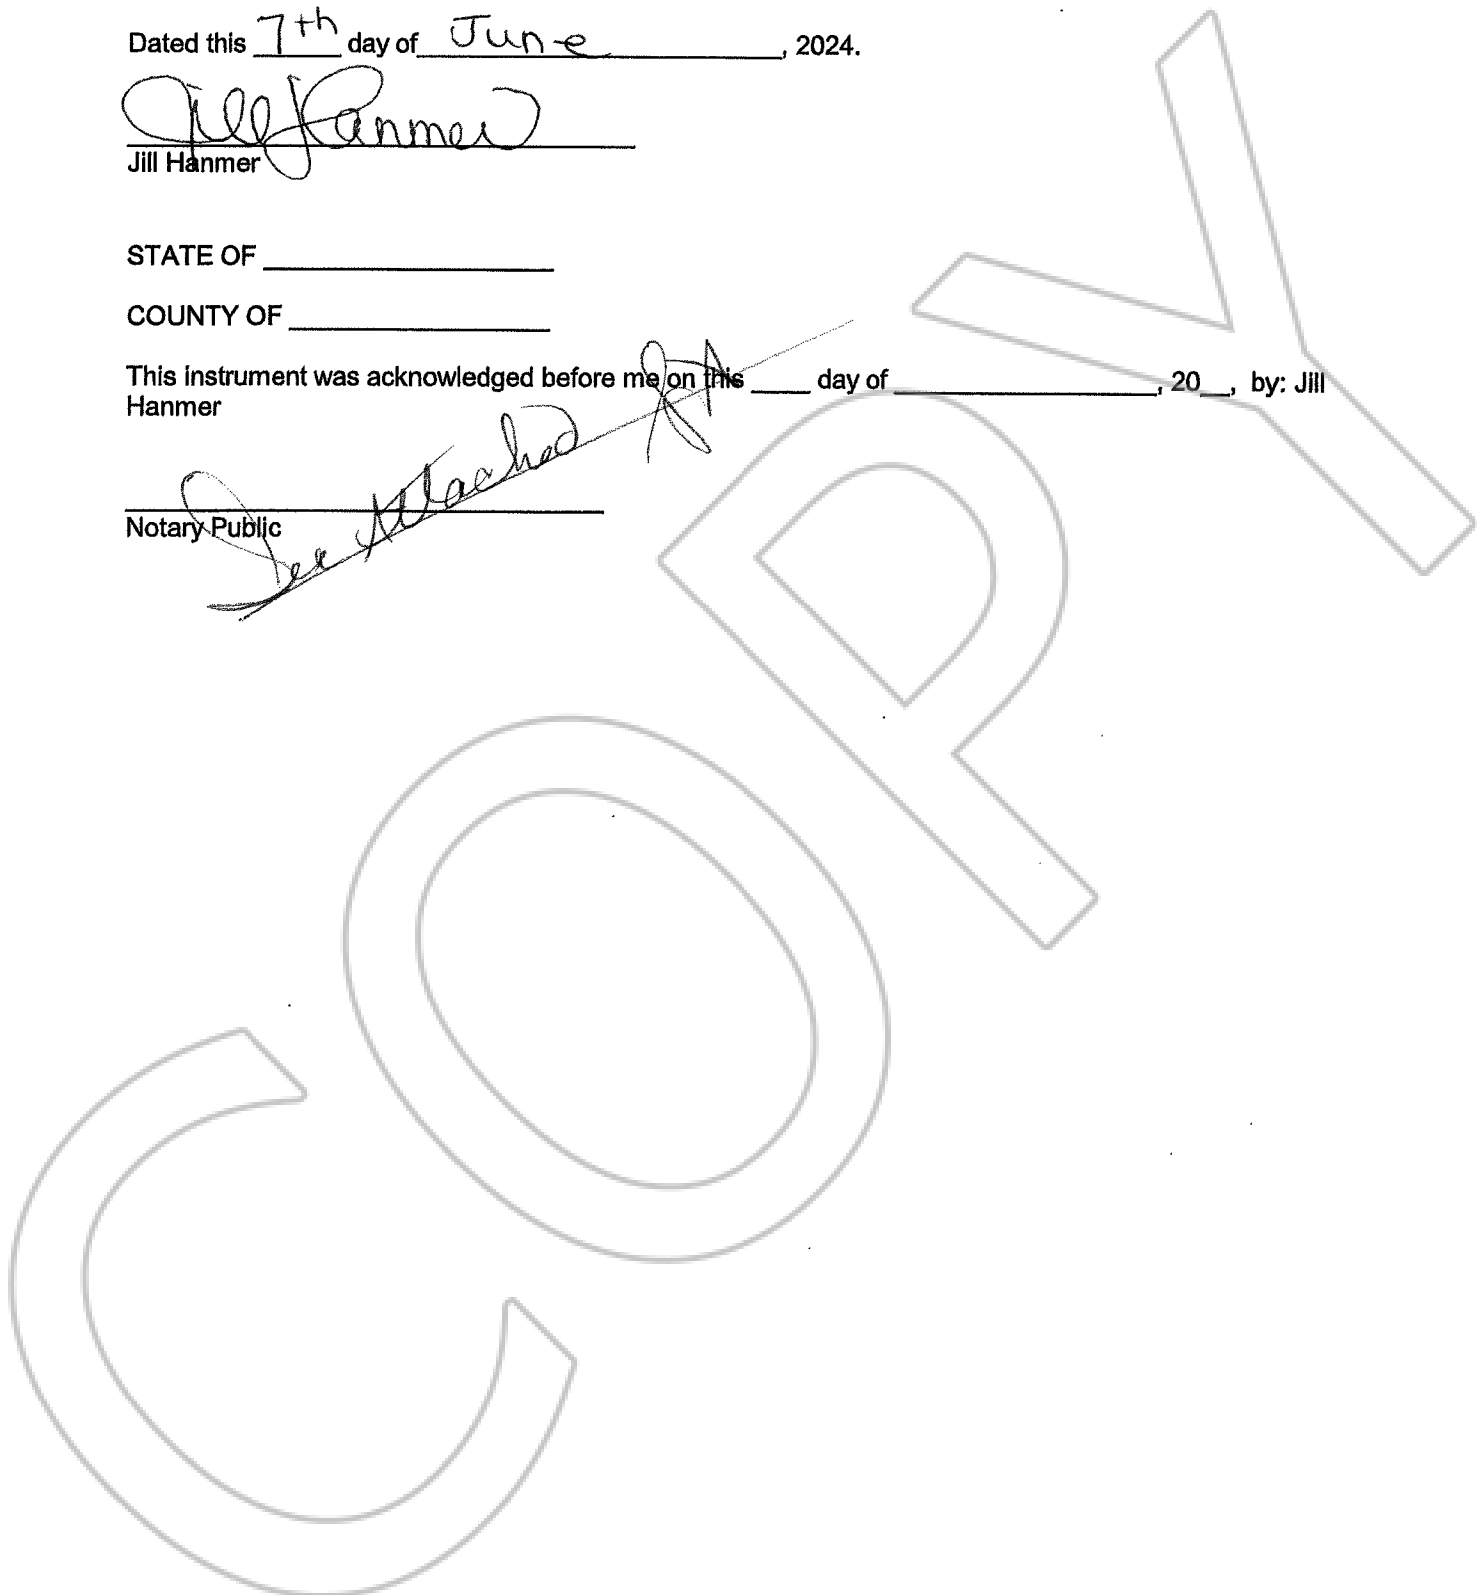 Dated this 7th day of June, 2024.
Jill Hanmer
Jill Hanmer
STATE OF
COUNTY OF
This instrument was acknowledged before me on this ____ day of ____, 20__, by: Jill
Hanmer
See Attached
Notary Public
COPY